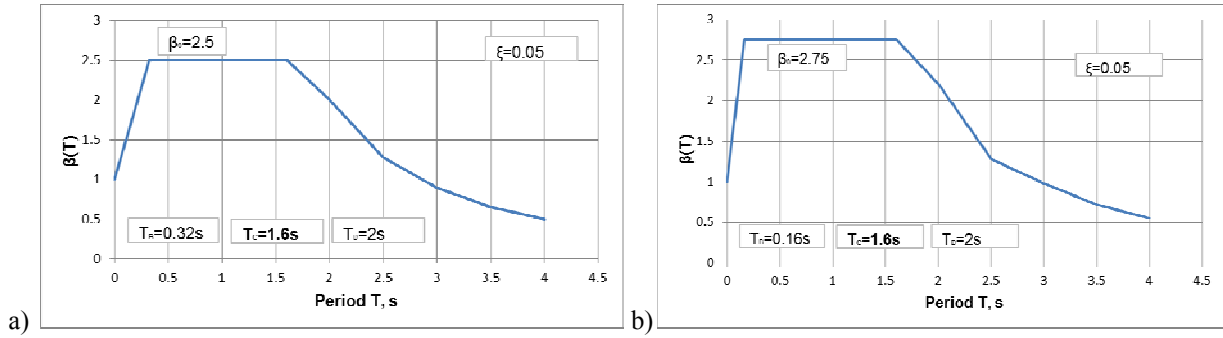 3
2.5
2
1.5
1
0.5
0
β(T)
β₀=2.5
ξ=0.05
T_B=0.32s
T_C=1.6s
T_D=2s
0 0.5 1 1.5 2 2.5 3 3.5 4 4.5
Period T, s
a)
3
2.5
2
1.5
1
0.5
0
β(T)
β₀=2.75
ξ=0.05
T_B=0.16s
T_C=1.6s
T_D=2s
0 0.5 1 1.5 2 2.5 3 3.5 4 4.5
Period T, s
b)